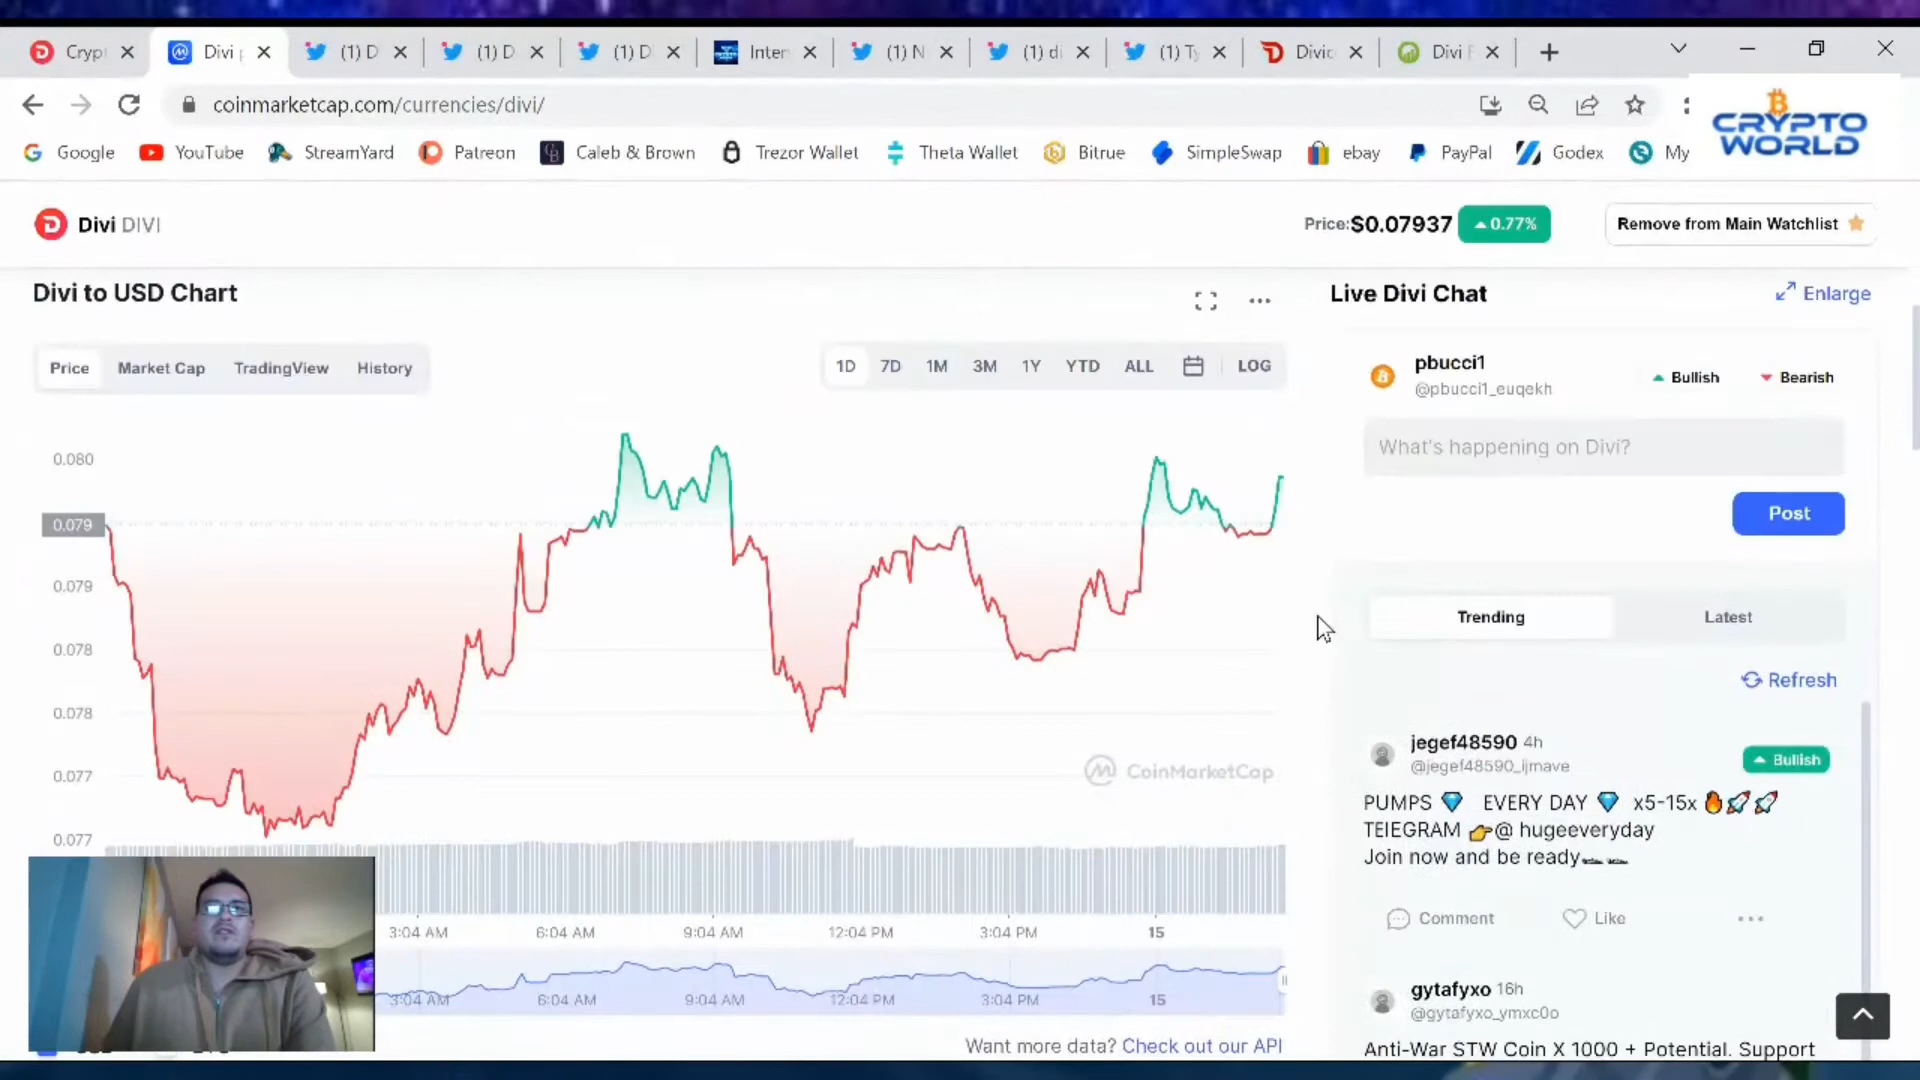 Cryp
Divi p
(1) D
(1) D
(1) D
Inter
(1) N
(1) di
(1) Ty
Divic
Divi F
coinmarketcap.com/currencies/divi/
CRYPTO
WORLD
Google
YouTube
StreamYard
Patreon
Caleb & Brown
Trezor Wallet
Theta Wallet
Bitrue
SimpleSwap
ebay
PayPal
Godex
My
Divi DIVI
Price:$0.07937
0.77%
Remove from Main Watchlist
Divi to USD Chart
Price
Market Cap
TradingView
History
1D
7D
1M
3M
1Y
YTD
ALL
LOG
0.080
0.079
0.079
0.078
0.078
0.077
0.077
CoinMarketCap
3:04 AM
6:04 AM
9:04 AM
12:04 PM
3:04 PM
15
3:04 AM
6:04 AM
9:04 AM
12:04 PM
3:04 PM
15
Want more data? Check out our API
Live Divi Chat
Enlarge
pbucci1
@pbucci1_euqekh
Bullish
Bearish
What's happening on Divi?
Post
Trending
Latest
Refresh
jegef48590 4h
@jegef48590_ijmave
Bullish
PUMPS 💎 EVERY DAY 💎 x5-15x 🔥🚀🚀
TEIEGRAM 👉@ hugeeveryday
Join now and be ready
Comment
Like
gytafyxo 16h
@gytafyxo_ymxc0o
Anti-War STW Coin X 1000 + Potential. Support